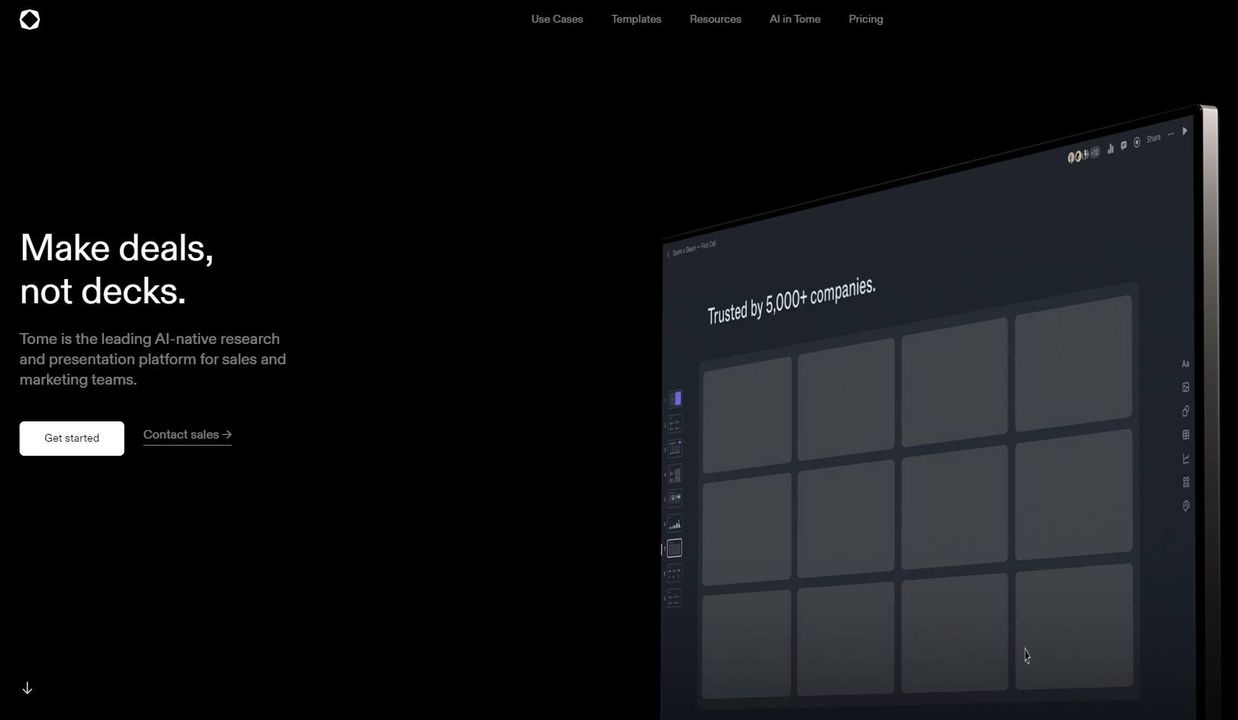 Use Cases
Templates
Resources
AI in Tome
Pricing
Share
Make deals,
not decks.
Trusted by 5,000+ companies.
Tome is the leading AI-native research
and presentation platform for sales and
marketing teams.
Get started
Contact sales →
Aa